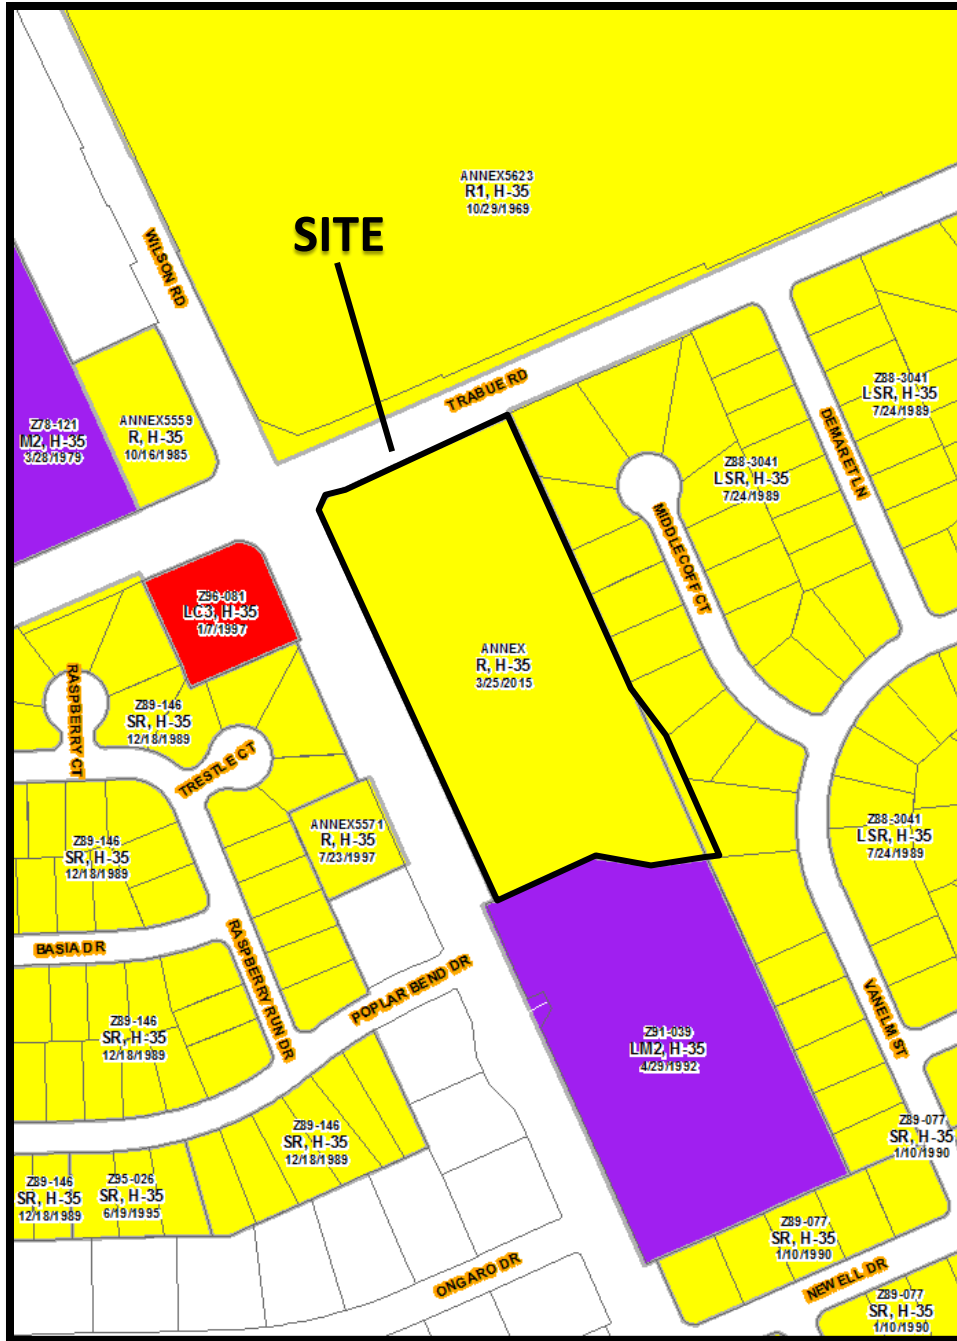 ANNEX5623
R1, H-35
10/29/1969
SITE
WILSON RD
TRABUE RD
Z88-3041
LSR, H-35
7/24/1989
DEMARET LN
Z78-121
M2, H-35
3/28/1979
ANNEX5559
R, H-35
10/16/1985
Z88-3041
LSR, H-35
7/24/1989
MIDDLECOFF CT
Z96-081
LC3, H-35
1/7/1997
ANNEX
R, H-35
3/25/2015
RASPBERRY CT
Z89-146
SR, H-35
12/18/1989
TRESTLE CT
ANNEX5571
R, H-35
7/23/1997
Z89-146
SR, H-35
12/18/1989
Z88-3041
LSR, H-35
7/24/1989
BASIA DR
RASPBERRY RUN DR
POPLAR BEND DR
VANELM ST
Z89-146
SR, H-35
12/18/1989
Z91-039
LM2, H-35
4/29/1992
Z89-146
SR, H-35
12/18/1989
Z89-077
SR, H-35
1/10/1990
Z89-146
SR, H-35
12/18/1989
Z95-026
SR, H-35
6/19/1995
Z89-077
SR, H-35
1/10/1990
ONGARO DR
NEWELL DR
Z89-077
SR, H-35
1/10/1990